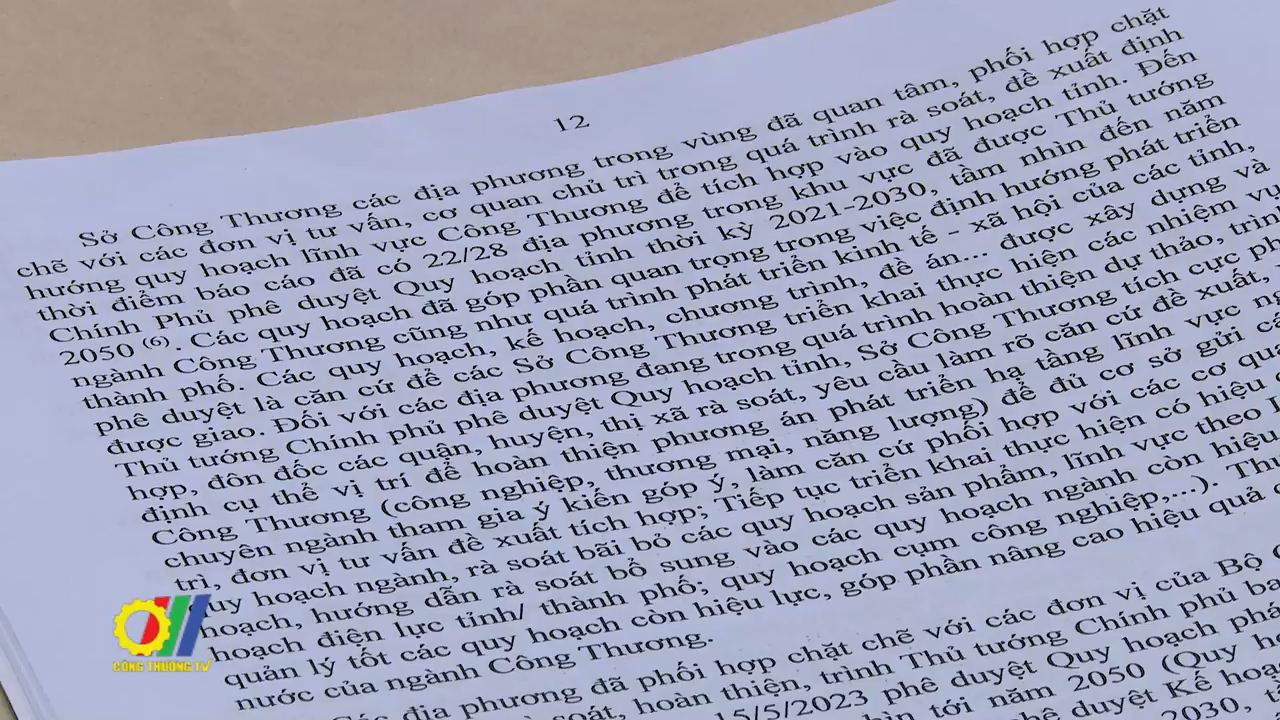 12
Sở Công Thương các địa phương trong vùng đã quan tâm, phối hợp chặt
chẽ với các đơn vị tư vấn, cơ quan chủ trì trong quá trình rà soát, đề xuất định
hướng quy hoạch lĩnh vực Công Thương để tích hợp vào quy hoạch tỉnh. Đến
thời điểm báo cáo đã có 22/28 địa phương trong khu vực đã được Thủ tướng
Chính Phủ phê duyệt Quy hoạch tỉnh thời kỳ 2021-2030, tầm nhìn đến năm
2050 (6). Các quy hoạch đã góp phần quan trọng trong việc định hướng phát triển
ngành Công Thương cũng như quá trình phát triển kinh tế - xã hội của các tỉnh,
thành phố. Các quy hoạch, kế hoạch, chương trình, đề án... được xây dựng và
phê duyệt là căn cứ để các Sở Công Thương triển khai thực hiện các nhiệm vụ
được giao. Đối với các địa phương đang trong quá trình hoàn thiện dự thảo, trình
Thủ tướng Chính phủ phê duyệt Quy hoạch tỉnh, Sở Công Thương tích cực
hợp, đôn đốc các quận, huyện, thị xã rà soát, yêu cầu làm rõ căn cứ đề xuất,
định cụ thể vị trí để hoàn thiện phương án phát triển hạ tầng lĩnh vực
Công Thương (công nghiệp, thương mại, năng lượng) để đủ cơ sở gửi
chuyên ngành tham gia ý kiến góp ý, làm căn cứ phối hợp với các cơ
trì, đơn vị tư vấn đề xuất tích hợp; Tiếp tục triển khai thực hiện có hiệu
quy hoạch ngành, rà soát bãi bỏ các quy hoạch sản phẩm, lĩnh vực theo
hoạch, hướng dẫn rà soát bổ sung vào các quy hoạch ngành còn hiệu
hoạch điện lực tỉnh/ thành phố; quy hoạch cụm công nghiệp,...).
quản lý tốt các quy hoạch còn hiệu lực, góp phần nâng cao hiệu quả
nước của ngành Công Thương.
Các địa phương đã phối hợp chặt chẽ với các đơn vị của Bộ
soát, hoàn thiện, trình Thủ tướng Chính phủ
15/5/2023 phê duyệt Quy hoạch
tới năm 2050 (Quy
duyệt Kế
2030,
CÔNG THƯƠNG TV